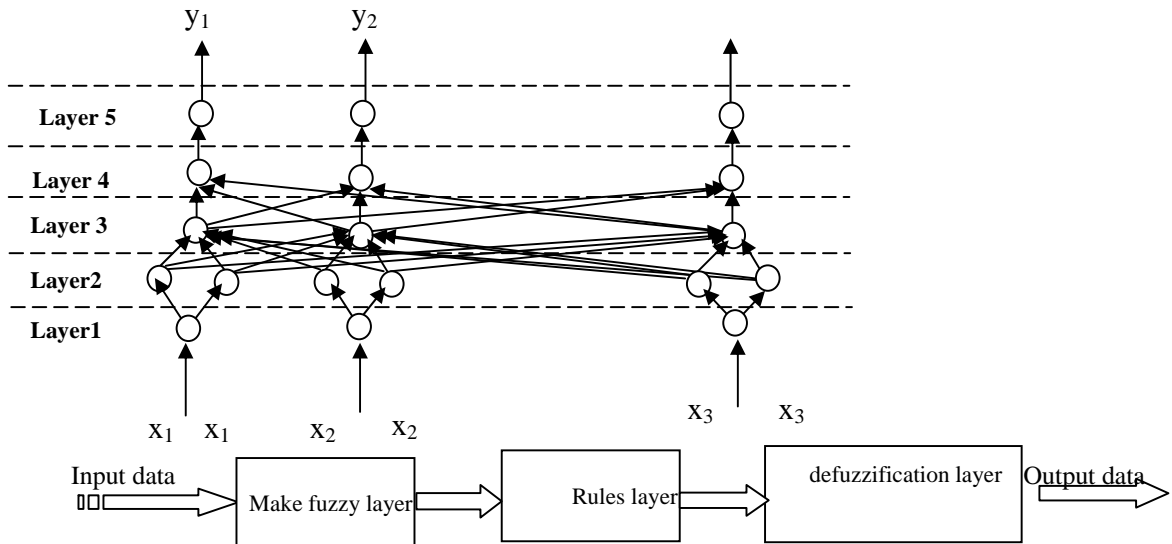 y₁ y₂
Layer 5
Layer 4
Layer 3
Layer2
Layer1
x₁ x₁ x₂ x₂ x₃ x₃
Input data
Make fuzzy layer
Rules layer
defuzzification layer
Output data